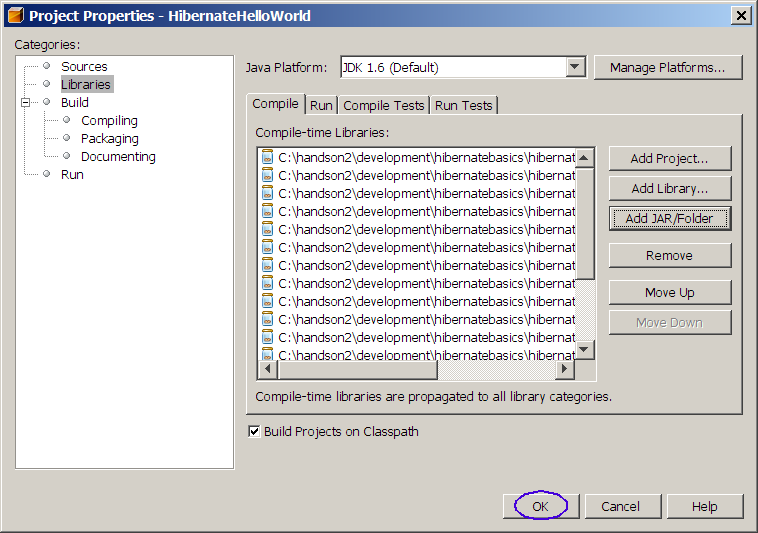 Project Properties - HibernateHelloWorld
Categories:
Sources
Libraries
Build
Compiling
Packaging
Documenting
Run
Java Platform: JDK 1.6 (Default) Manage Platforms...
Compile Run Compile Tests Run Tests
Compile-time Libraries:
C:\handson2\development\hibernatebasics\hibernat
C:\handson2\development\hibernatebasics\hibernat
C:\handson2\development\hibernatebasics\hibernat
C:\handson2\development\hibernatebasics\hibernat
C:\handson2\development\hibernatebasics\hibernat
C:\handson2\development\hibernatebasics\hibernat
C:\handson2\development\hibernatebasics\hibernat
C:\handson2\development\hibernatebasics\hibernat
C:\handson2\development\hibernatebasics\hibernat
C:\handson2\development\hibernatebasics\hibernat
C:\handson2\development\hibernatebasics\hibernat
C:\handson2\development\hibernatebasics\hibernat
Add Project...
Add Library...
Add JAR/Folder
Remove
Move Up
Move Down
Compile-time libraries are propagated to all library categories.
Build Projects on Classpath
OK Cancel Help